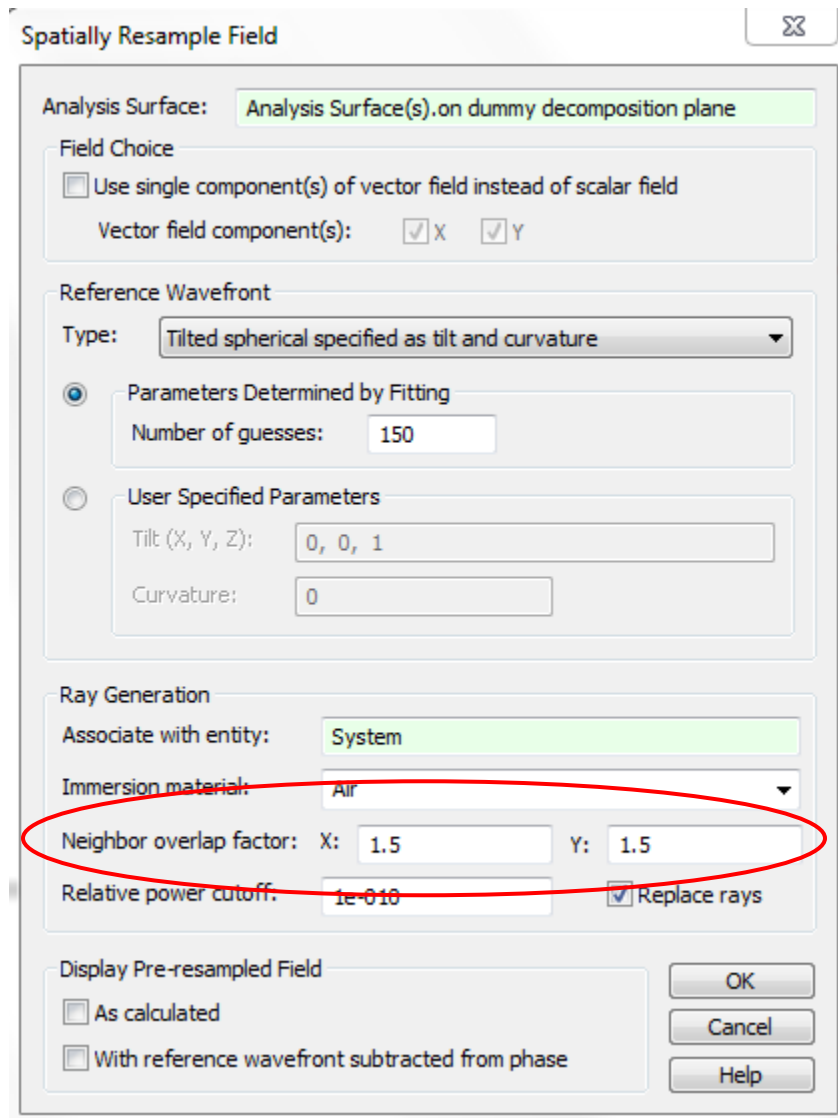 Spatially Resample Field
Analysis Surface: Analysis Surface(s).on dummy decomposition plane
Field Choice
Use single component(s) of vector field instead of scalar field
Vector field component(s): X Y
Reference Wavefront
Type: Tilted spherical specified as tilt and curvature
Parameters Determined by Fitting
Number of guesses: 150
User Specified Parameters
Tilt (X, Y, Z): 0, 0, 1
Curvature: 0
Ray Generation
Associate with entity: System
Immersion material: Air
Neighbor overlap factor: X: 1.5 Y: 1.5
Relative power cutoff: 1e-010 Replace rays
Display Pre-resampled Field
As calculated
With reference wavefront subtracted from phase
OK
Cancel
Help